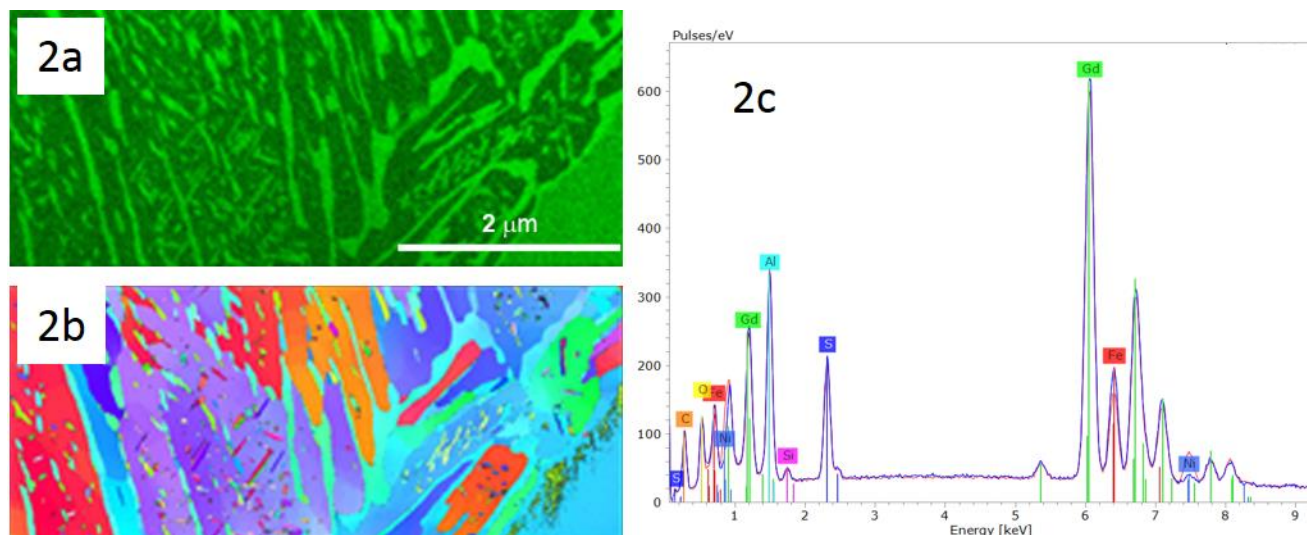 2a
2 µm
2b
2c
Pulses/eV
600
500
400
300
200
100
0
Gd
Al
Gd
S
O
Fe
C
Ni
Si
S
Fe
Ni
1
2
3
4
5
6
7
8
9
Energy [keV]